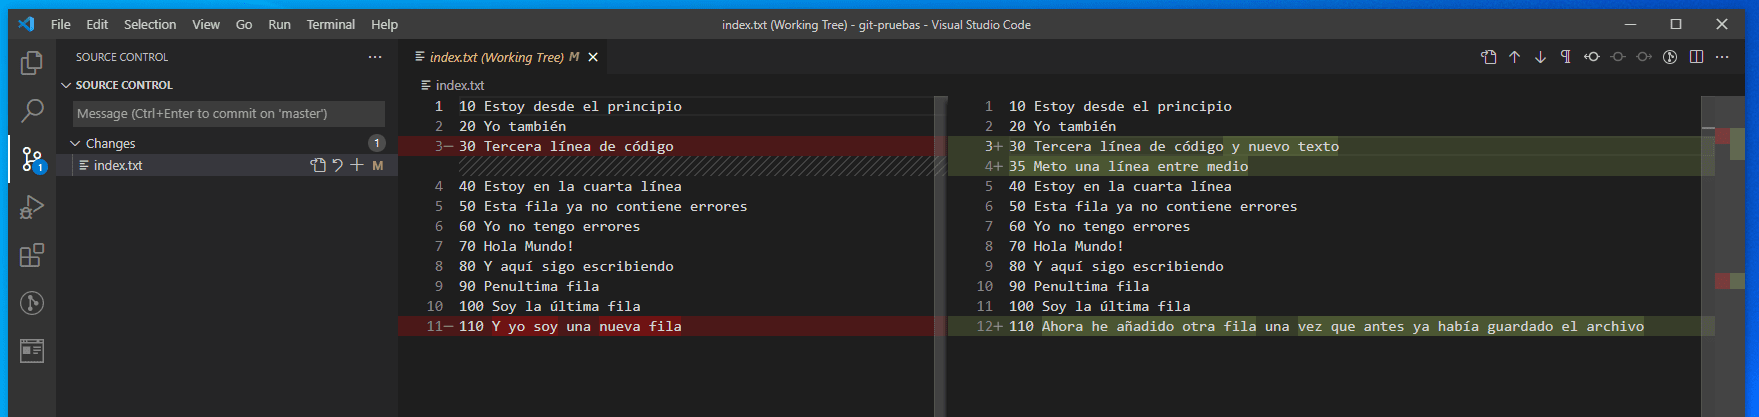 File Edit Selection View Go Run Terminal Help
index.txt (Working Tree) - git-pruebas - Visual Studio Code
SOURCE CONTROL
SOURCE CONTROL
Message (Ctrl+Enter to commit on 'master')
Changes 1
index.txt M
1
index.txt (Working Tree) M
index.txt
1 10 Estoy desde el principio
2 20 Yo también
3− 30 Tercera línea de código
4 40 Estoy en la cuarta línea
5 50 Esta fila ya no contiene errores
6 60 Yo no tengo errores
7 70 Hola Mundo!
8 80 Y aquí sigo escribiendo
9 90 Penultima fila
10 100 Soy la última fila
11− 110 Y yo soy una nueva fila
1 10 Estoy desde el principio
2 20 Yo también
3+ 30 Tercera línea de código y nuevo texto
4+ 35 Meto una línea entre medio
5 40 Estoy en la cuarta línea
6 50 Esta fila ya no contiene errores
7 60 Yo no tengo errores
8 70 Hola Mundo!
9 80 Y aquí sigo escribiendo
10 90 Penultima fila
11 100 Soy la última fila
12+ 110 Ahora he añadido otra fila una vez que antes ya había guardado el archivo